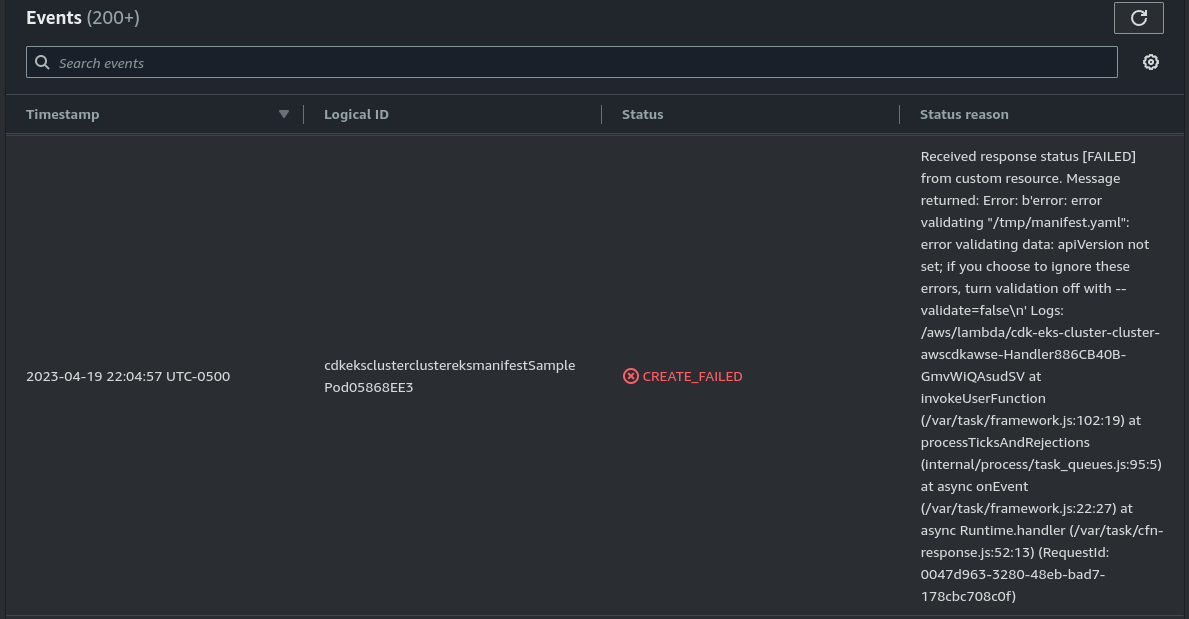 Events (200+)
Search events
Timestamp
Logical ID
Status
Status reason
2023-04-19 22:04:57 UTC-0500
cdkeksclusterclustereksmanifestSample
Pod05868EE3
CREATE_FAILED
Received response status [FAILED]
from custom resource. Message
returned: Error: b'error: error
validating "/tmp/manifest.yaml":
error validating data: apiVersion not
set; if you choose to ignore these
errors, turn validation off with --
validate=false\n' Logs:
/aws/lambda/cdk-eks-cluster-cluster-
awscdkawse-Handler886CB40B-
GmvWiQAsudSV at
invokeUserFunction
(/var/task/framework.js:102:19) at
processTicksAndRejections
(internal/process/task_queues.js:95:5)
at async onEvent
(/var/task/framework.js:22:27) at
async Runtime.handler (/var/task/cfn-
response.js:52:13) (RequestId:
0047d963-3280-48eb-bad7-
178cbc708c0f)